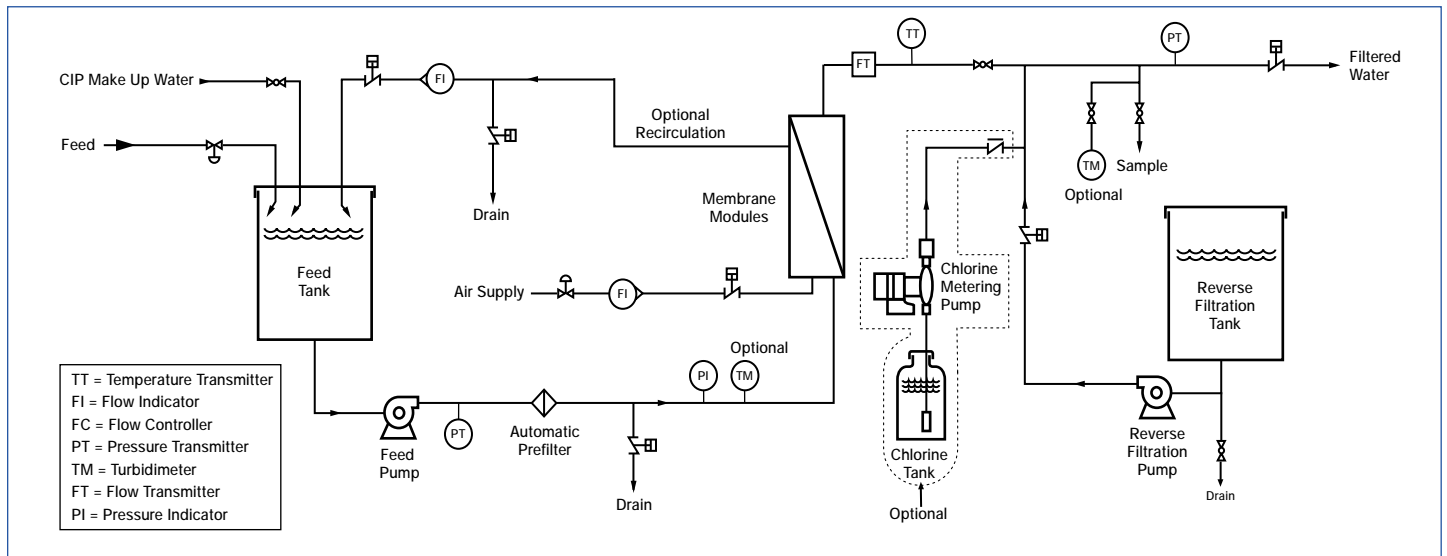 CIP Make Up Water
Feed
FI
Optional
Recirculation
Drain
Feed
Tank
Air Supply
FI
Membrane
Modules
FT
TT
PT
Filtered
Water
TM
Optional
Sample
Chlorine
Metering
Pump
Chlorine
Tank
Optional
Reverse
Filtration
Tank
Reverse
Filtration
Pump
Drain
Feed
Pump
PT
Automatic
Prefilter
Drain
PI
Optional
TM
TT = Temperature Transmitter
FI = Flow Indicator
FC = Flow Controller
PT = Pressure Transmitter
TM = Turbidimeter
FT = Flow Transmitter
PI = Pressure Indicator